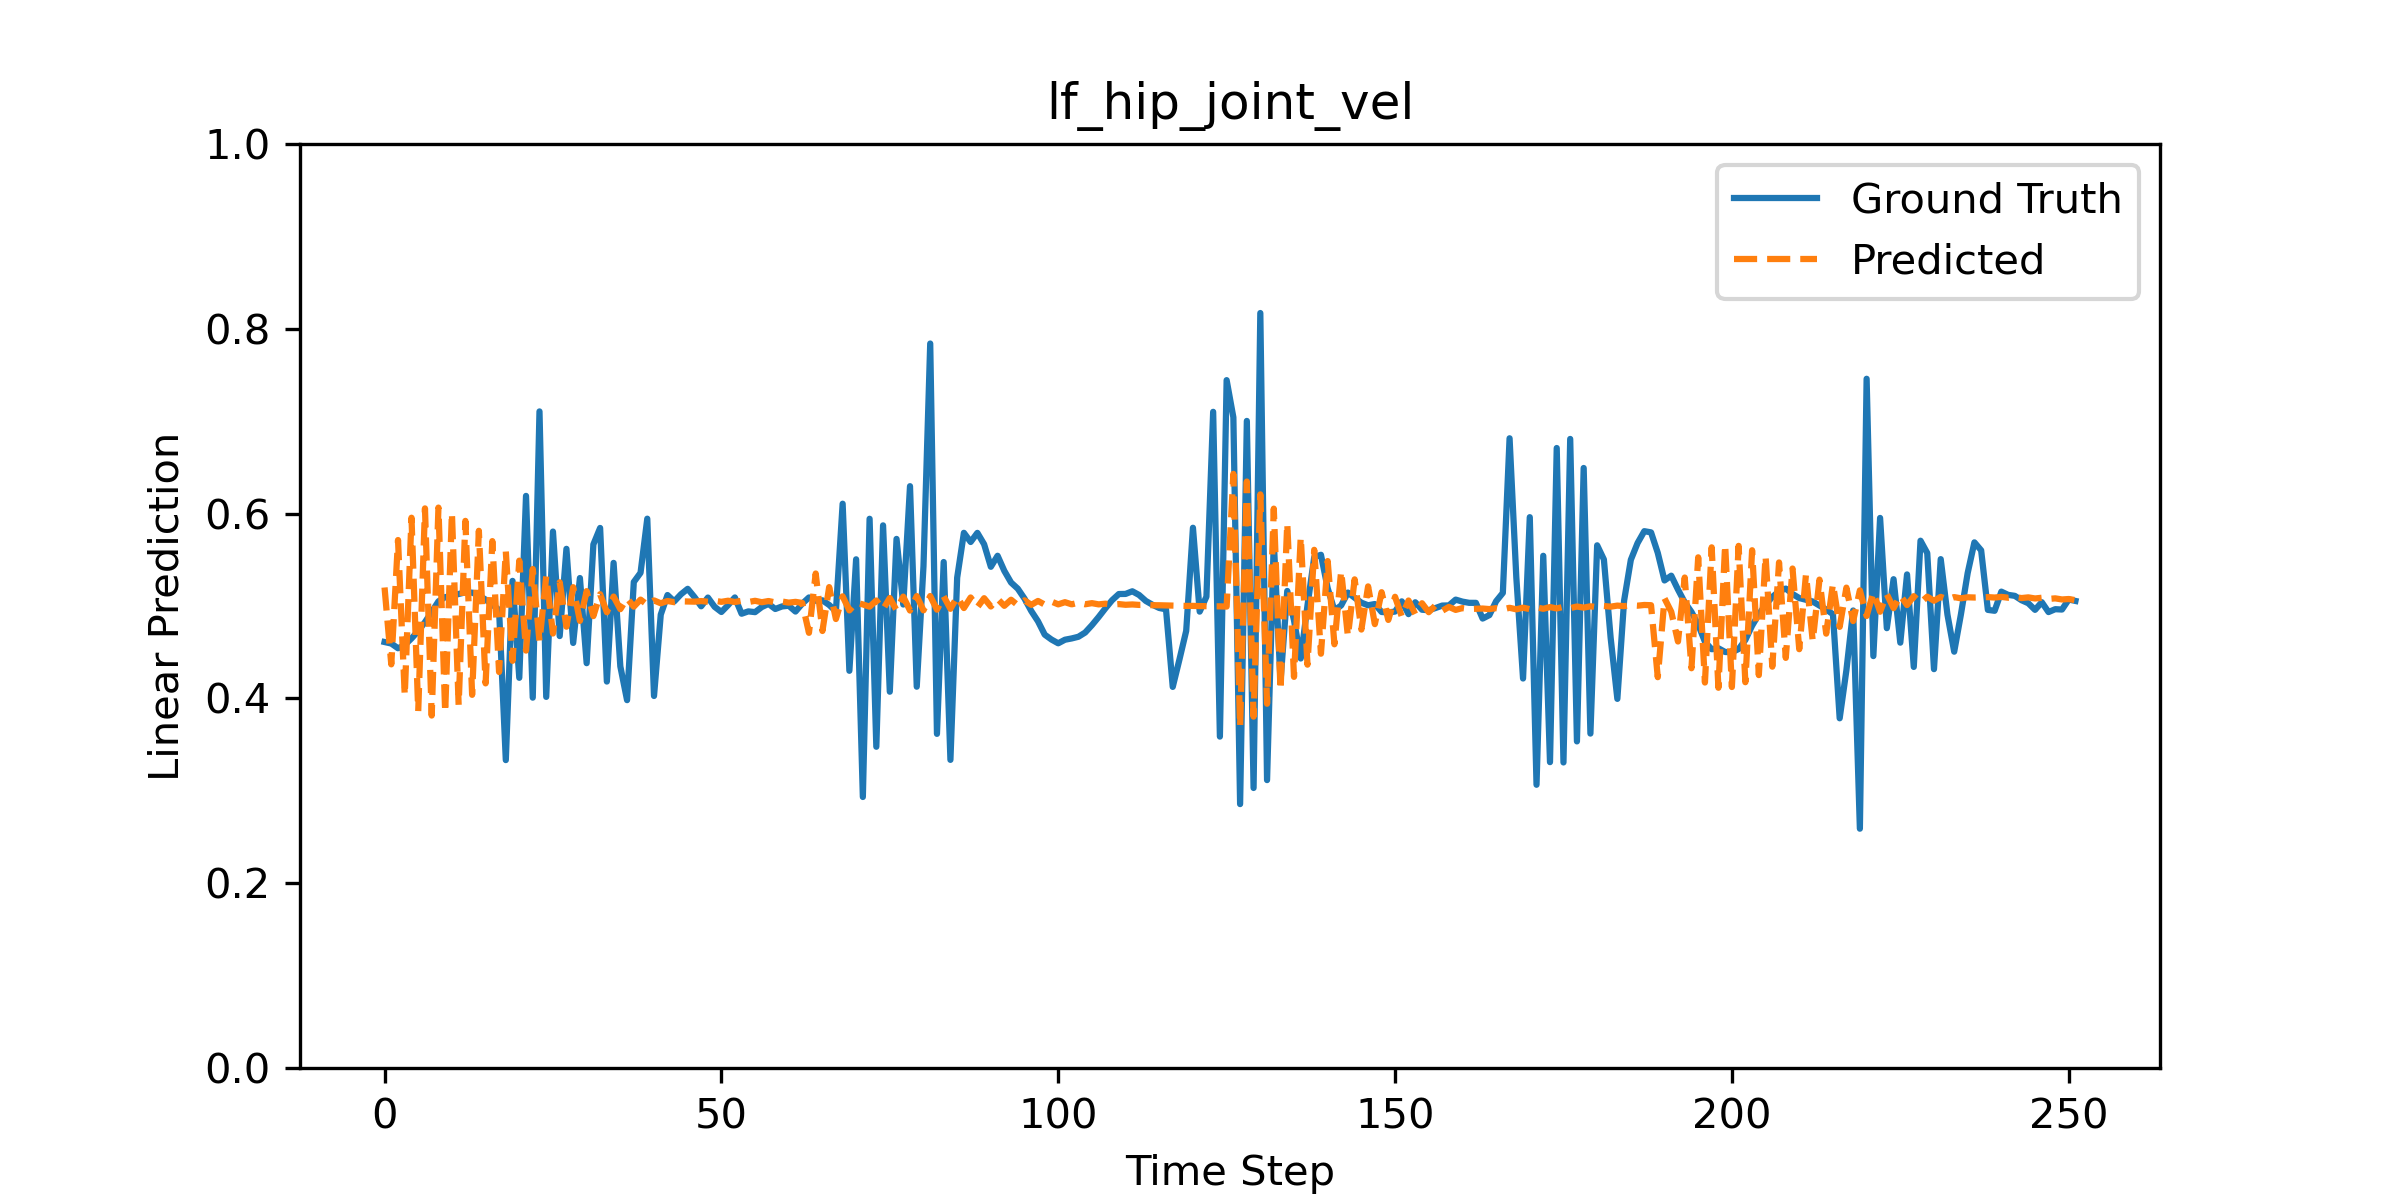 lf_hip_joint_vel
1.0
0.8
0.6
0.4
0.2
0.0
Linear Prediction
Ground Truth
Predicted
0 50 100 150 200 250
Time Step